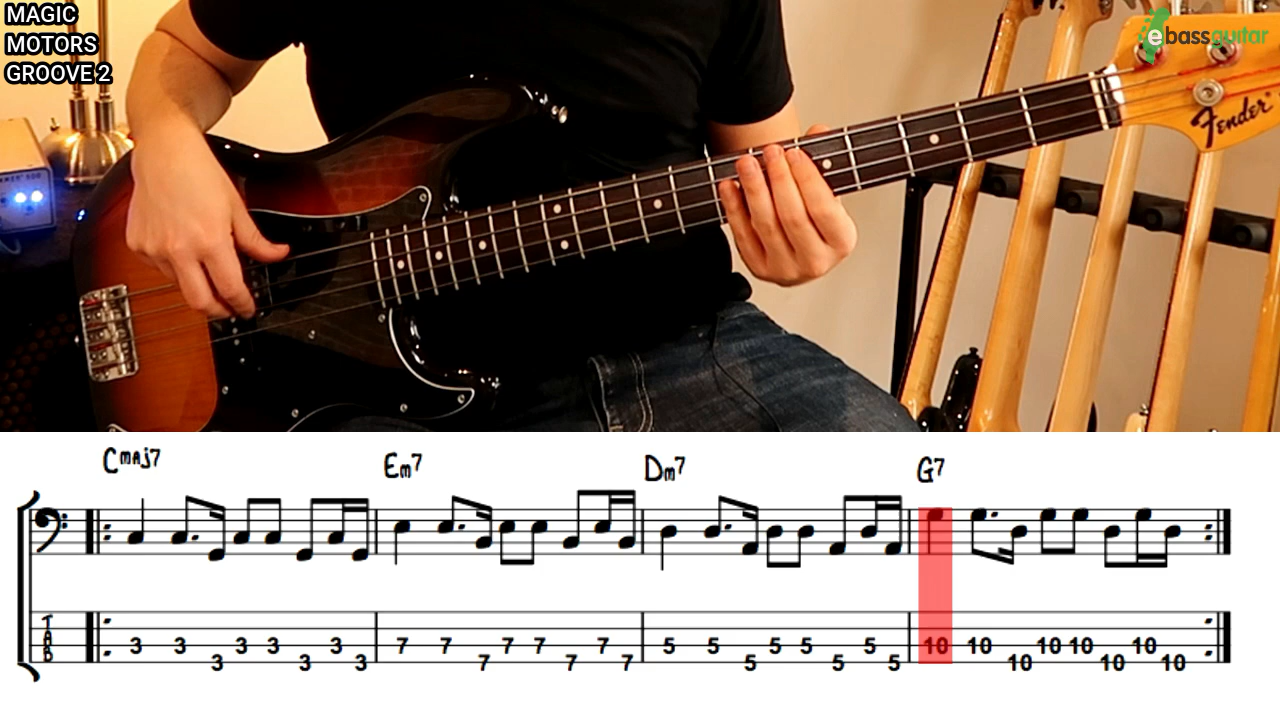 MAGIC
MOTORS
GROOVE 2
ebassguitar
Fender
Cmaj7 Em7 Dm7 G7
T
A
B
3 3 3 3 3 3 3 3 7 7 7 7 7 7 7 7 5 5 5 5 5 5 5 5 10 10 10 10 10 10 10 10